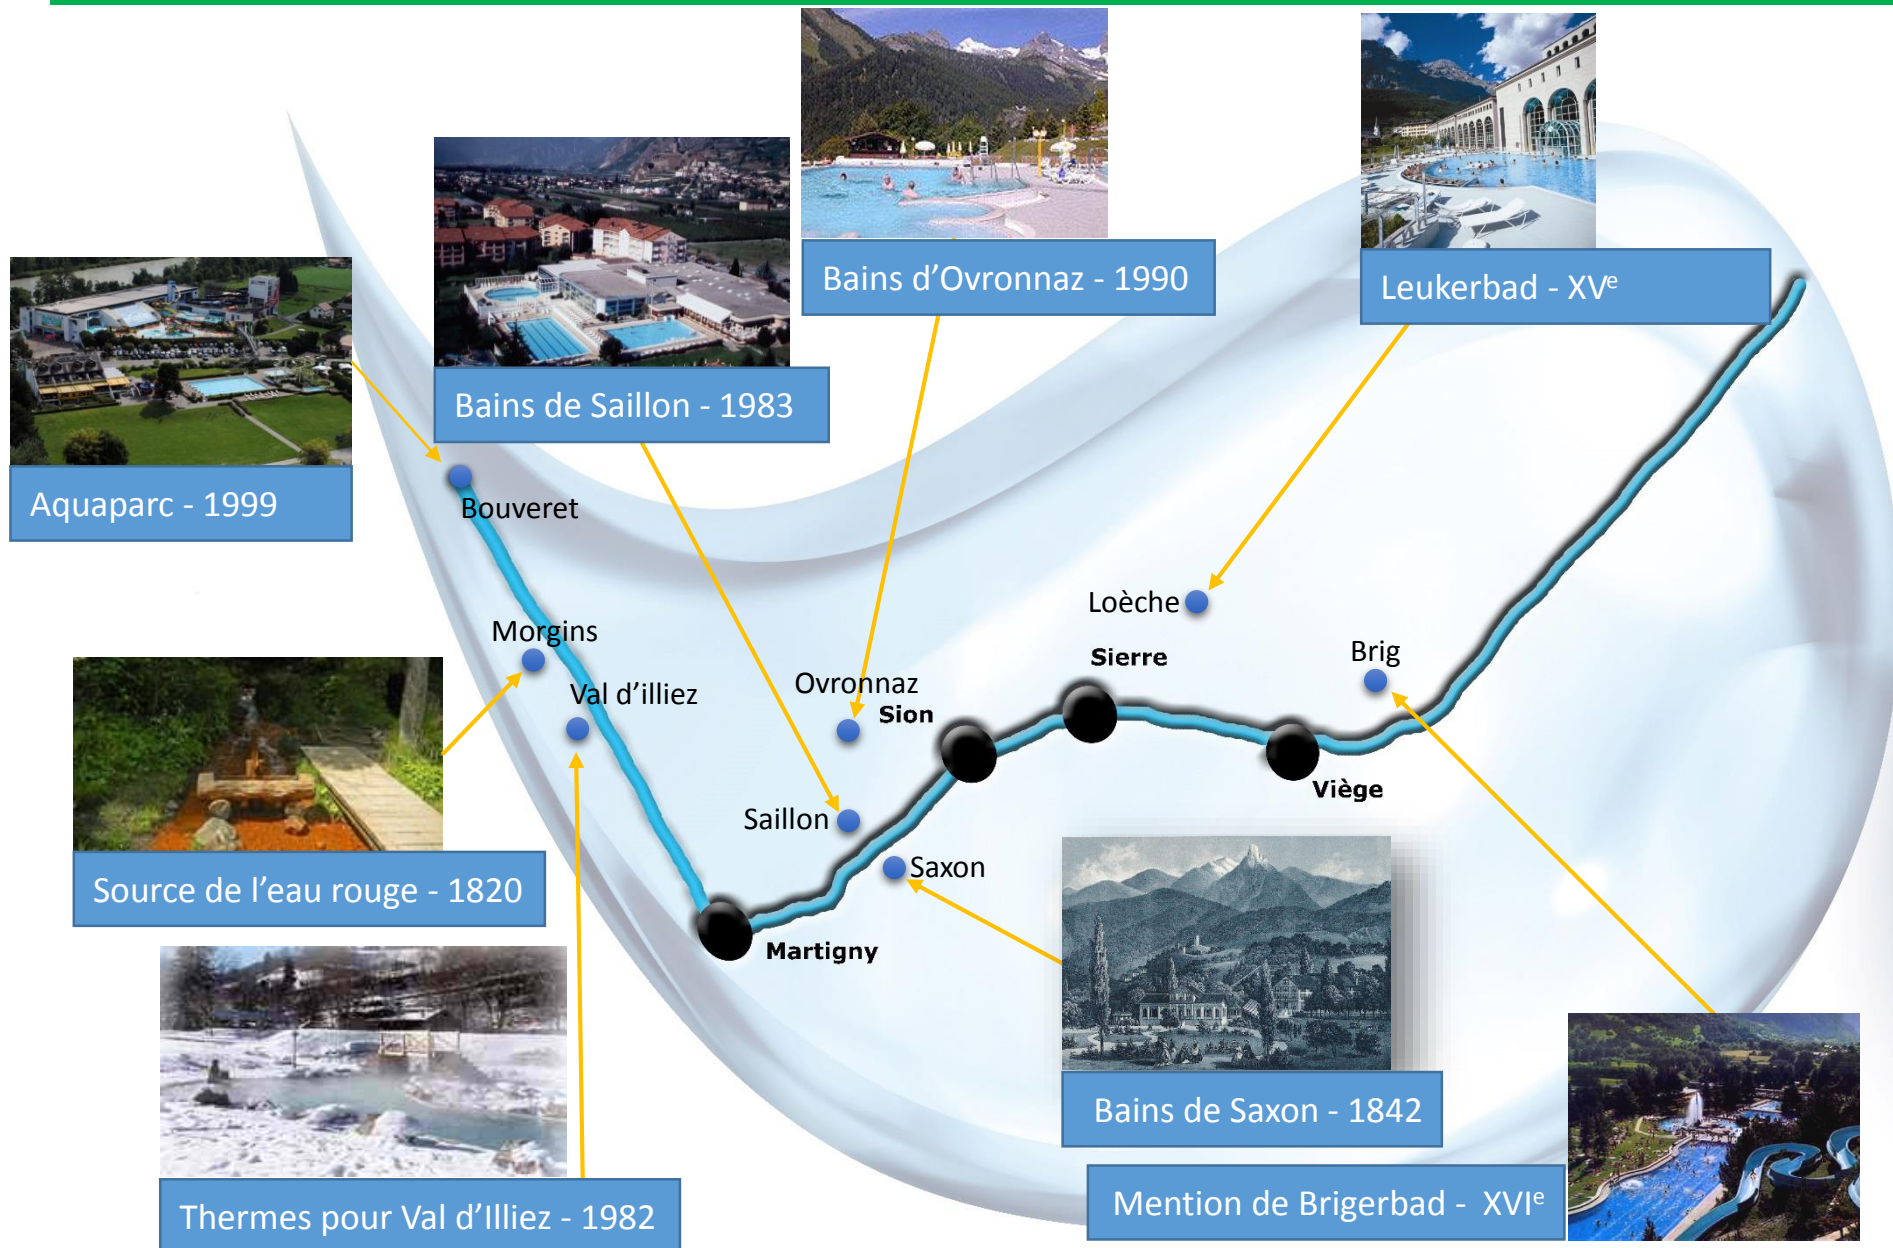 Bains d’Ovronnaz - 1990
Leukerbad - XVᵉ
Bains de Saillon - 1983
Aquaparc - 1999
Bouveret
Loèche
Morgins
Sierre
Brig
Val d’illiez
Ovronnaz
Sion
Viège
Saillon
Saxon
Source de l’eau rouge - 1820
Martigny
Bains de Saxon - 1842
Mention de Brigerbad - XVIᵉ
Thermes pour Val d’Illiez - 1982